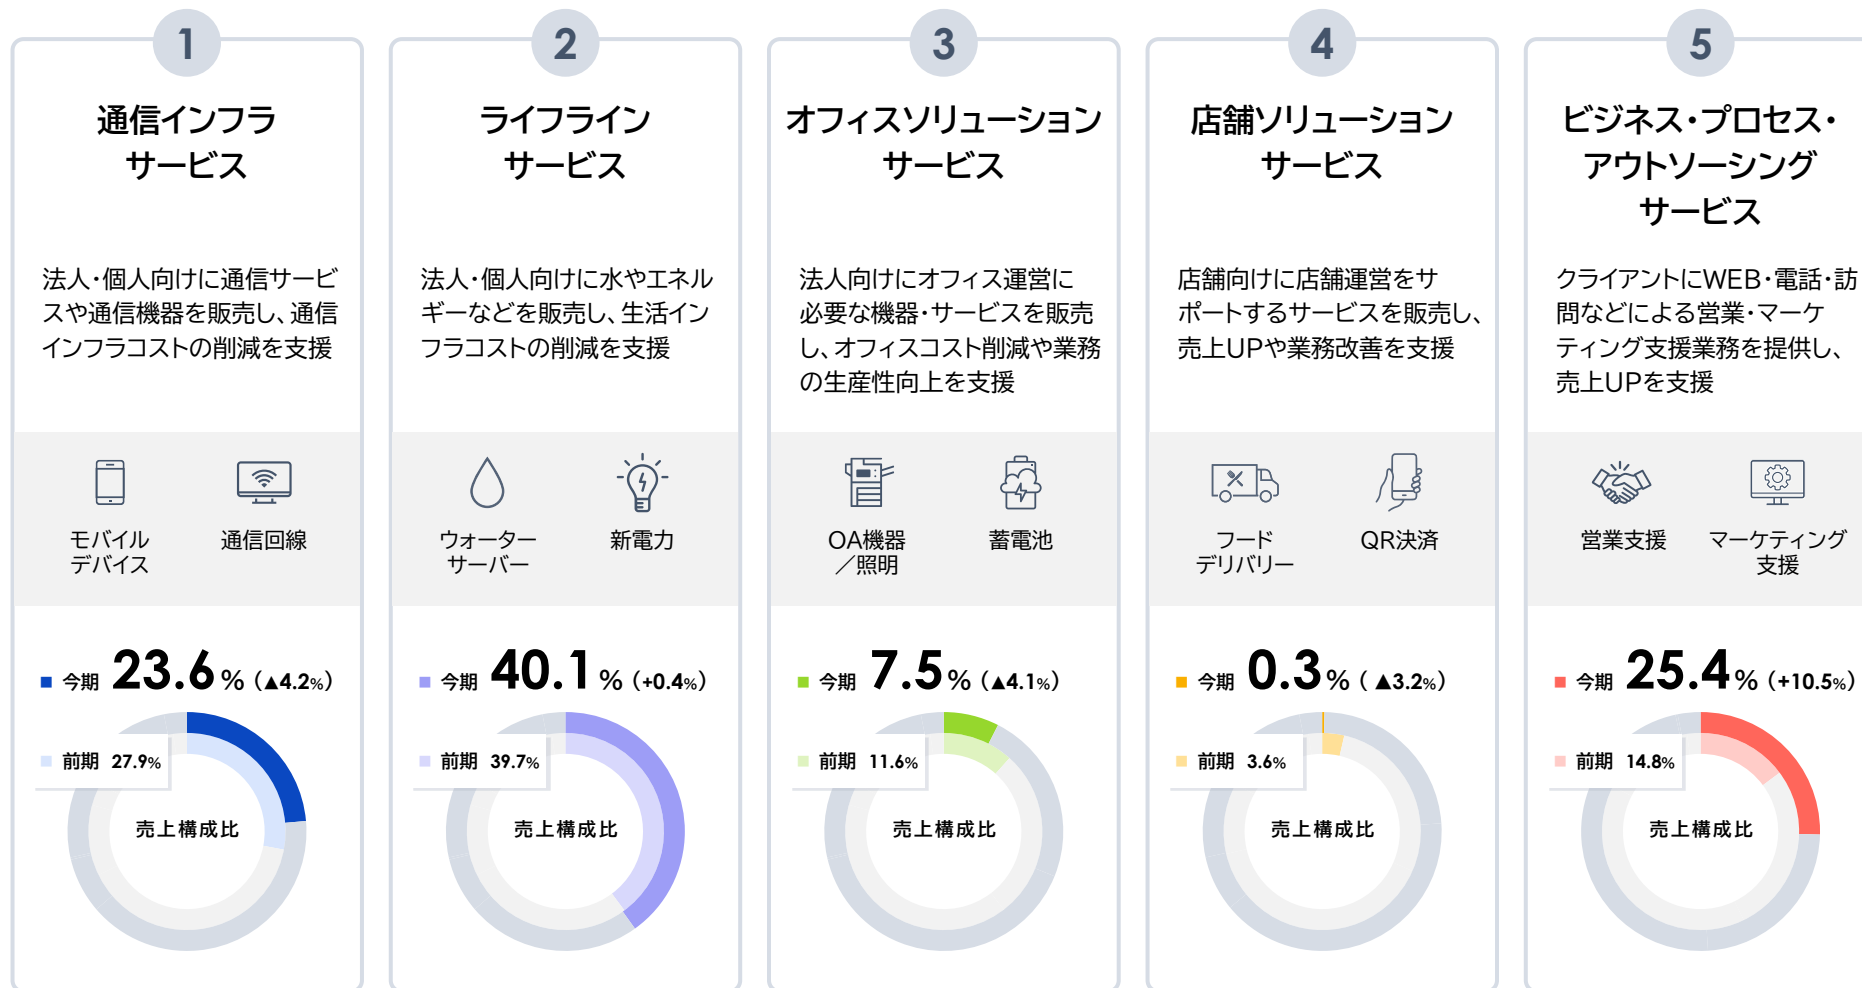 1
通信インフラ
サービス
法人・個人向けに通信サービ
スや通信機器を販売し、通信
インフラコストの削減を支援
モバイル
デバイス
通信回線
今期 23.6% (▲4.2%)
前期 27.9%
売上構成比
2
ライフライン
サービス
法人・個人向けに水やエネル
ギーなどを販売し、生活イン
フラコストの削減を支援
ウォーター
サーバー
新電力
今期 40.1% (+0.4%)
前期 39.7%
売上構成比
3
オフィスソリューション
サービス
法人向けにオフィス運営に
必要な機器・サービスを販売
し、オフィスコスト削減や業務
の生産性向上を支援
OA機器
／照明
蓄電池
今期 7.5% (▲4.1%)
前期 11.6%
売上構成比
4
店舗ソリューション
サービス
店舗向けに店舗運営をサ
ポートするサービスを販売し、
売上UPや業務改善を支援
フード
デリバリー
QR決済
今期 0.3% ( ▲3.2%)
前期 3.6%
売上構成比
5
ビジネス・プロセス・
アウトソーシング
サービス
クライアントにWEB・電話・訪
問などによる営業・マーケ
ティング支援業務を提供し、
売上UPを支援
営業支援
マーケティング
支援
今期 25.4% (+10.5%)
前期 14.8%
売上構成比